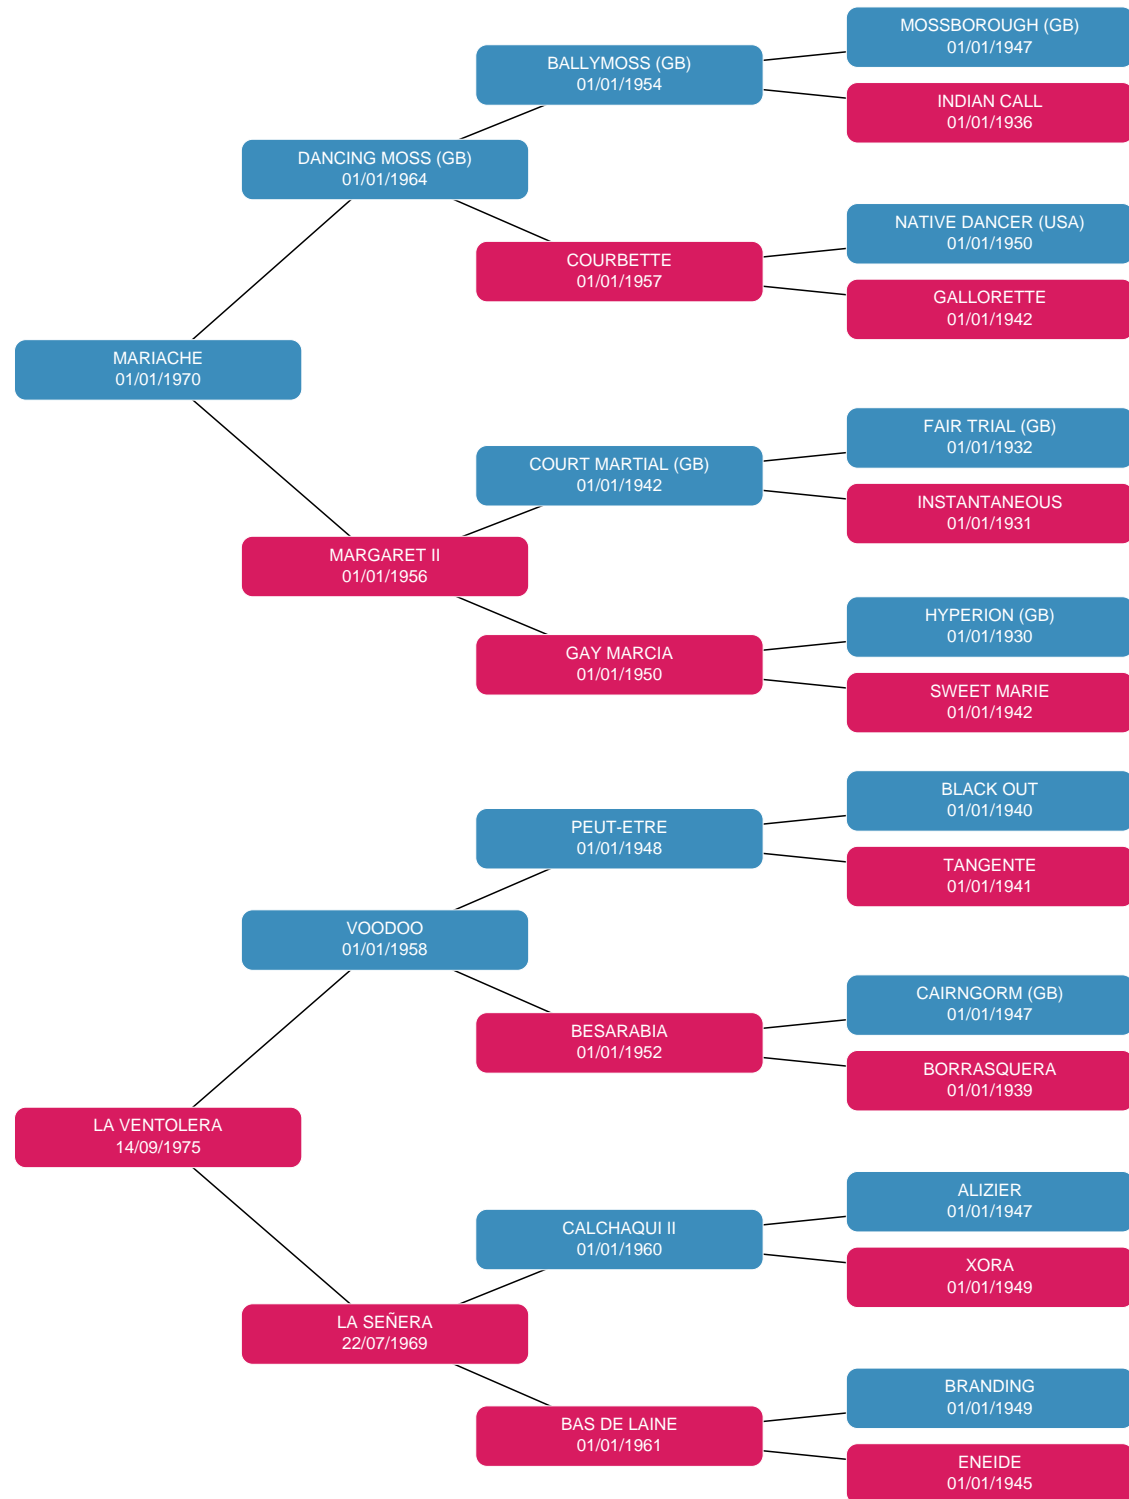 MOSSBOROUGH (GB)
01/01/1947
BALLYMOSS (GB)
01/01/1954
INDIAN CALL
01/01/1936
DANCING MOSS (GB)
01/01/1964
NATIVE DANCER (USA)
01/01/1950
COURBETTE
01/01/1957
GALLORETTE
01/01/1942
MARIACHE
01/01/1970
FAIR TRIAL (GB)
01/01/1932
COURT MARTIAL (GB)
01/01/1942
INSTANTANEOUS
01/01/1931
MARGARET II
01/01/1956
HYPERION (GB)
01/01/1930
GAY MARCIA
01/01/1950
SWEET MARIE
01/01/1942
BLACK OUT
01/01/1940
PEUT-ETRE
01/01/1948
TANGENTE
01/01/1941
VOODOO
01/01/1958
CAIRNGORM (GB)
01/01/1947
BESARABIA
01/01/1952
BORRASQUERA
01/01/1939
LA VENTOLERA
14/09/1975
ALIZIER
01/01/1947
CALCHAQUI II
01/01/1960
XORA
01/01/1949
LA SEÑERA
22/07/1969
BRANDING
01/01/1949
BAS DE LAINE
01/01/1961
ENEIDE
01/01/1945